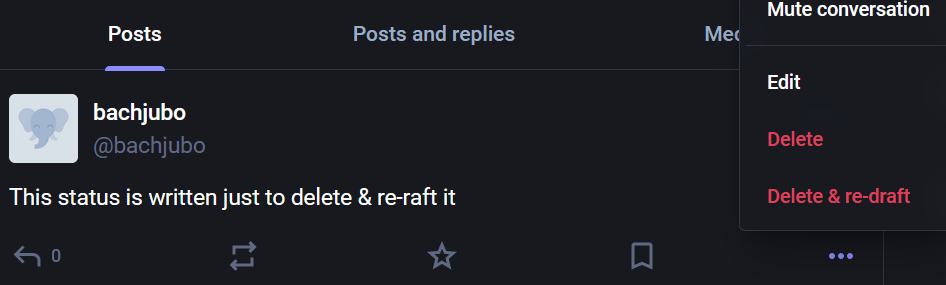 Mute conversation
Posts
Posts and replies
Edit
bachjubo
@bachjubo
Delete
This status is written just to delete & re-raft it
Delete & re-draft
0